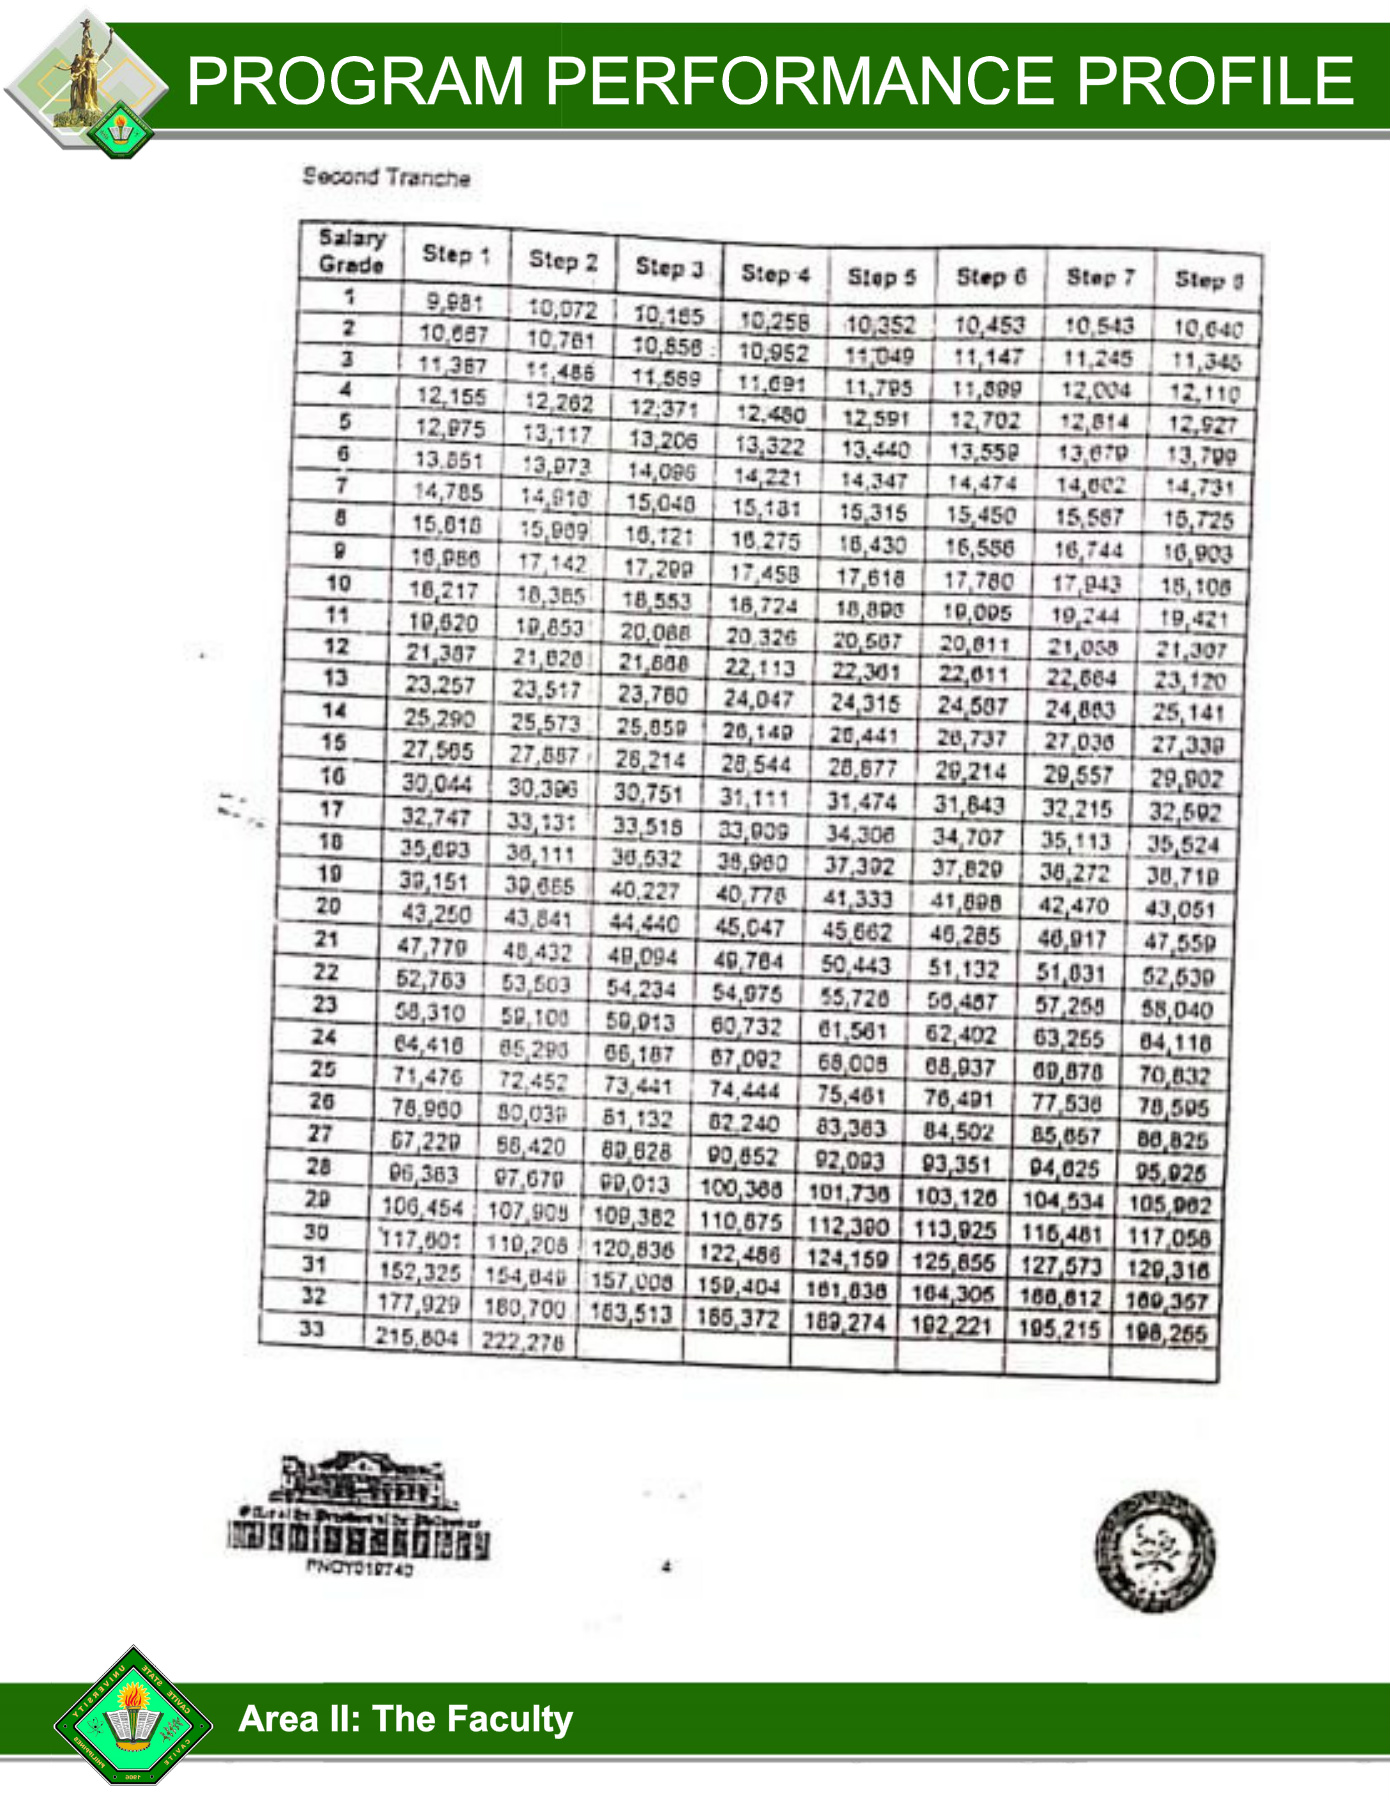 PROGRAM PERFORMANCE PROFILE
Second Tranche
Salary Grade Step 1 Step 2 Step 3 Step 4 Step 5 Step 6 Step 7 Step 8
1 9,981 10,072 10,165 10,258 10,352 10,453 10,543 10,640
2 10,667 10,761 10,856 10,952 11,049 11,147 11,245 11,345
3 11,387 11,488 11,589 11,691 11,795 11,899 12,004 12,110
4 12,155 12,262 12,371 12,480 12,591 12,702 12,814 12,927
5 12,975 13,117 13,206 13,322 13,440 13,559 13,679 13,799
6 13,851 13,973 14,096 14,221 14,347 14,474 14,602 14,731
7 14,785 14,916 15,048 15,181 15,315 15,450 15,587 15,725
8 15,818 15,969 16,121 16,275 16,430 16,586 16,744 16,903
9 16,986 17,142 17,299 17,458 17,618 17,780 17,943 18,108
10 18,217 18,385 18,553 18,724 18,896 19,095 19,244 19,421
11 19,620 19,853 20,088 20,326 20,567 20,811 21,058 21,307
12 21,387 21,626 21,868 22,113 22,361 22,611 22,864 23,120
13 23,257 23,517 23,780 24,047 24,315 24,587 24,863 25,141
14 25,290 25,573 25,859 26,149 26,441 26,737 27,036 27,339
15 27,565 27,887 28,214 28,544 28,877 29,214 29,557 29,902
16 30,044 30,396 30,751 31,111 31,474 31,843 32,215 32,592
17 32,747 33,131 33,518 33,909 34,306 34,707 35,113 35,524
18 35,693 36,111 36,532 36,960 37,392 37,829 38,272 38,719
19 39,151 39,685 40,227 40,776 41,333 41,898 42,470 43,051
20 43,250 43,841 44,440 45,047 45,662 46,285 46,917 47,559
21 47,779 48,432 49,094 49,764 50,443 51,132 51,831 52,539
22 52,783 53,503 54,234 54,975 55,726 56,487 57,258 58,040
23 58,310 59,106 59,913 60,732 61,561 62,402 63,255 64,118
24 64,416 65,296 66,187 67,092 68,008 68,937 69,878 70,832
25 71,476 72,452 73,441 74,444 75,461 76,491 77,536 78,595
26 78,960 80,039 81,132 82,240 83,363 84,502 85,657 86,825
27 87,229 88,420 89,628 90,852 92,093 93,351 94,625 95,925
28 96,363 97,679 99,013 100,366 101,736 103,126 104,534 105,962
29 106,454 107,908 109,382 110,875 112,390 113,925 115,481 117,058
30 117,601 119,208 120,836 122,486 124,159 125,855 127,573 129,316
31 152,325 154,649 157,008 159,404 161,836 164,305 166,812 169,357
32 177,929 180,700 183,513 186,372 189,274 192,221 195,215 198,255
33 215,804 222,278
PNOY019740
4
Area II: The Faculty